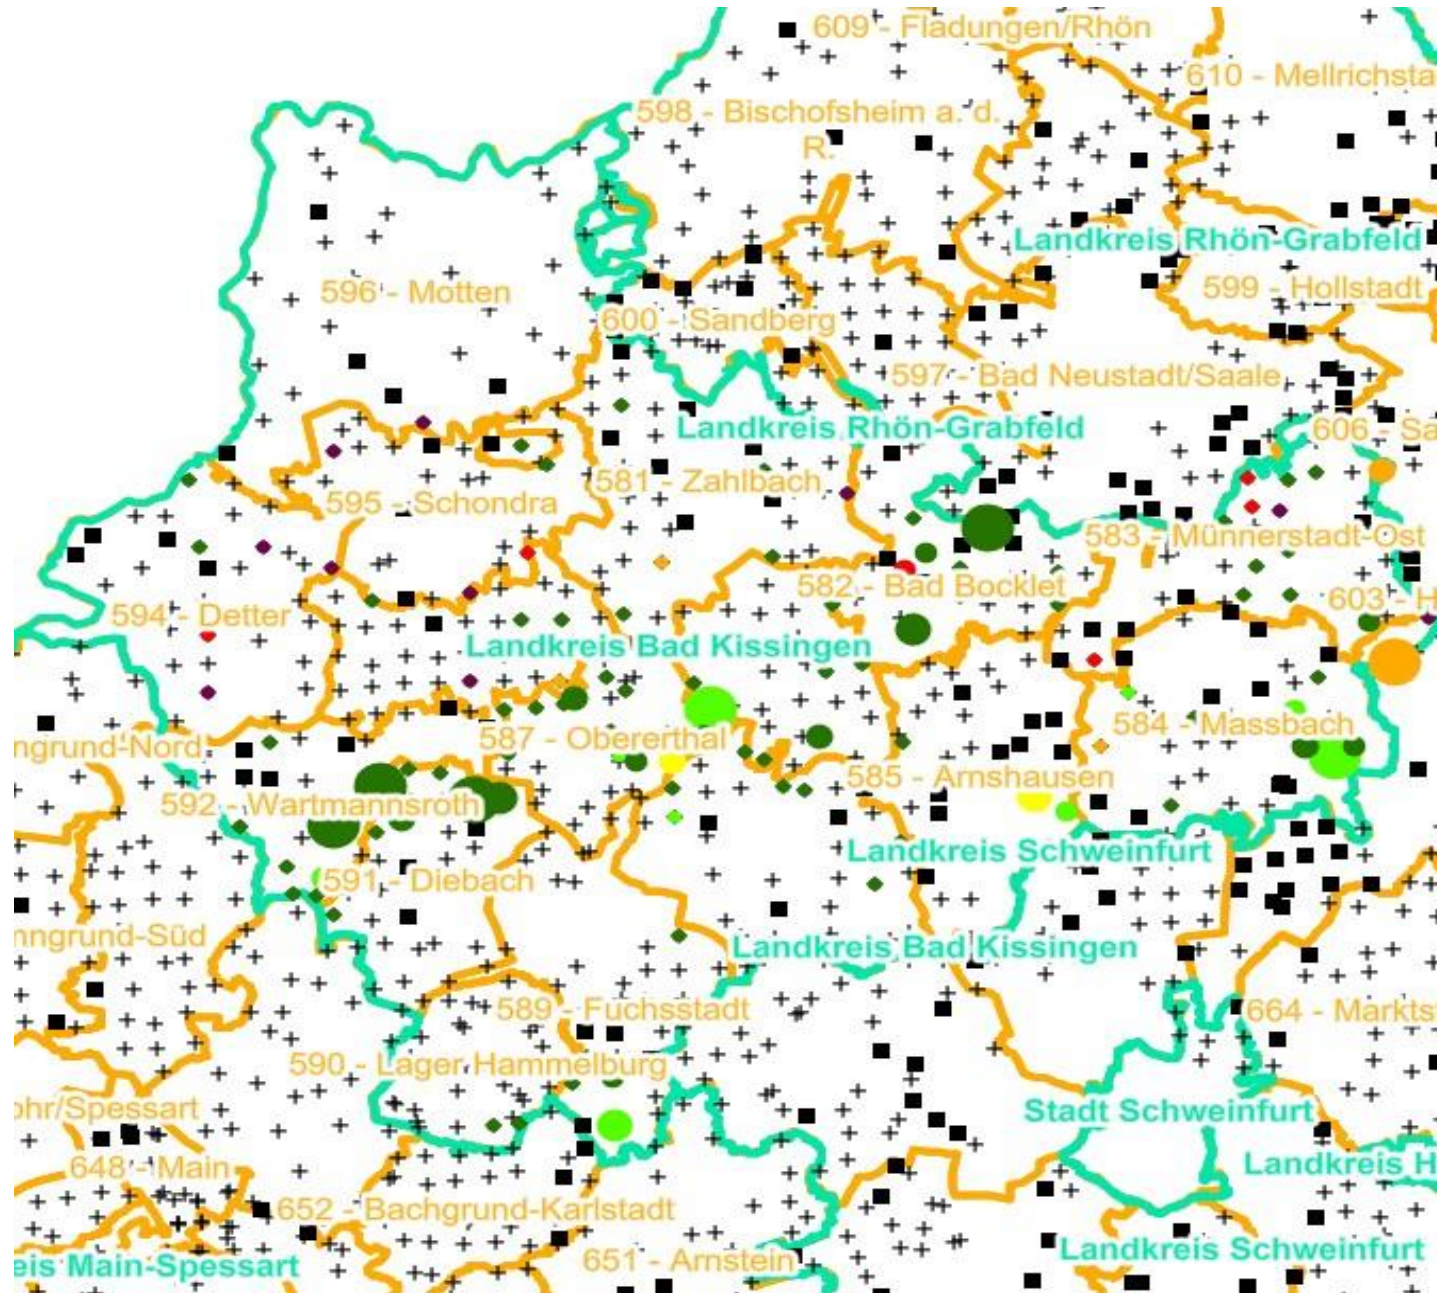 609 - Fladungen/Rhön
610 - Mellrichsta
598 - Bischofsheim a. d.
R.
Landkreis Rhön-Grabfeld
596 - Motten
599 - Hollstadt
600 - Sandberg
597 - Bad Neustadt/Saale
Landkreis Rhön-Grabfeld
606 - Sa
581 - Zahlbach
595 - Schondra
583 - Münnerstadt-Ost
582 - Bad Bocklet
603 - H
594 - Detter
Landkreis Bad Kissingen
584 - Massbach
587 - Obererthal
ngrund-Nord
585 - Arnshausen
592 - Wartmannsroth
Landkreis Schweinfurt
591 - Diebach
nngrund-Süd
Landkreis Bad Kissingen
589 - Fuchsstadt
664 - Marktst
590 - Lager Hammelburg
ohr/Spessart
Stadt Schweinfurt
648 - Main
Landkreis H
652 - Bachgrund-Karlstadt
Landkreis Schweinfurt
651 - Arnstein
eis Main-Spessart